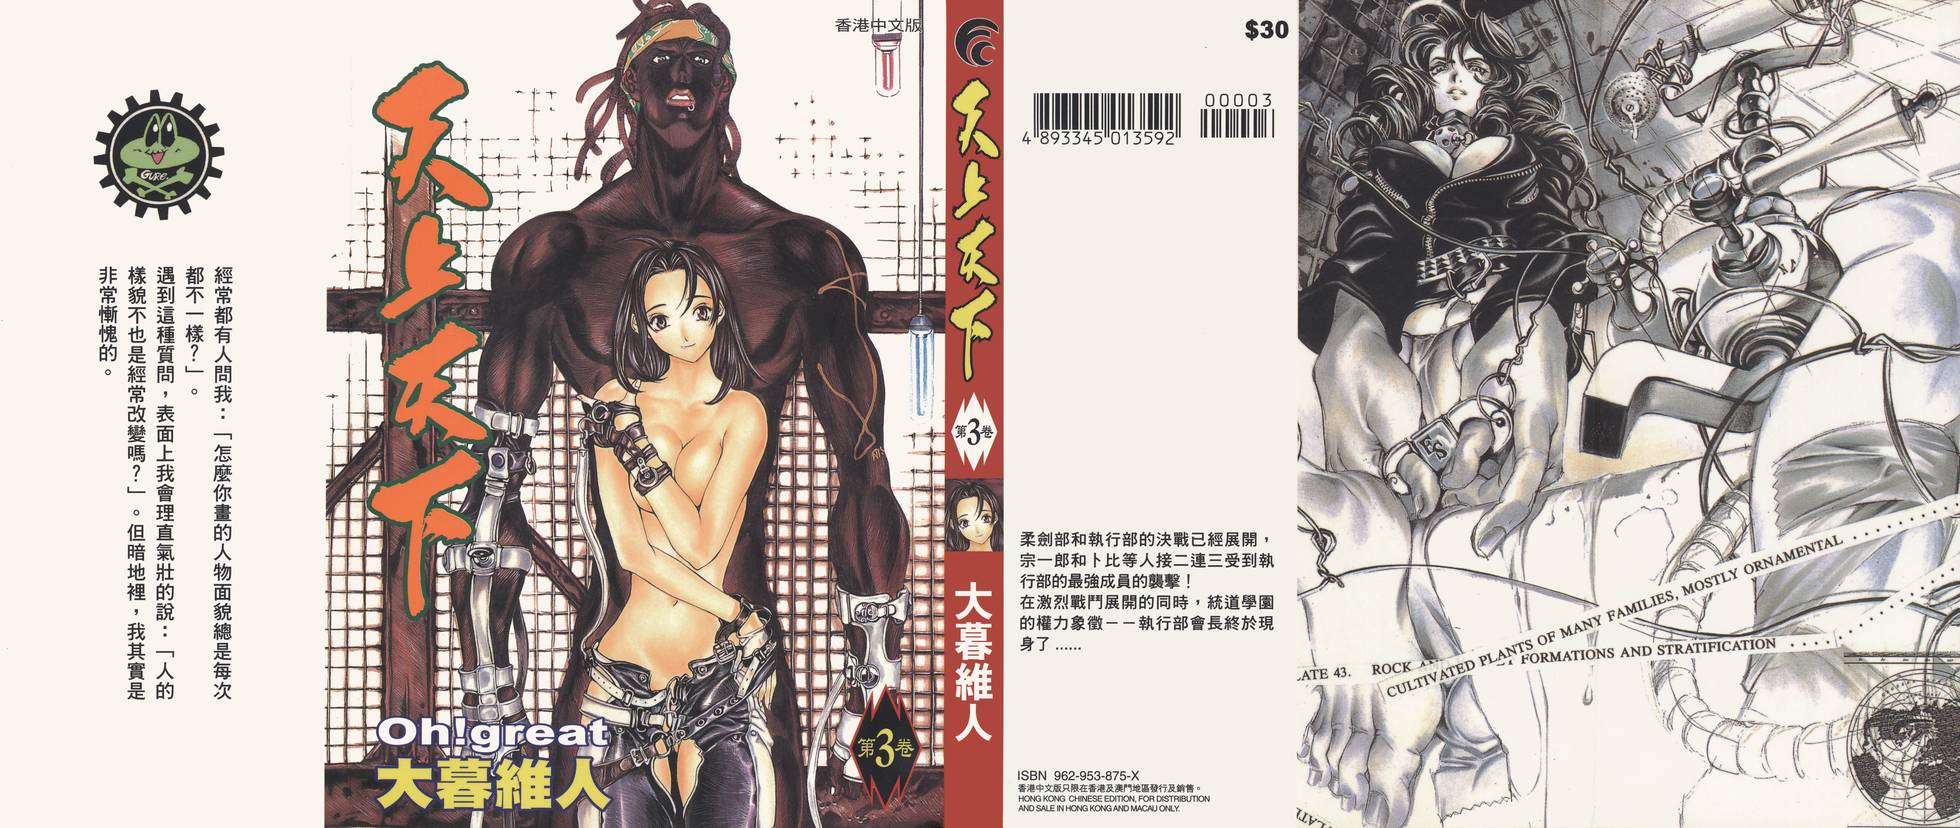 Gure.
經常都有人問我：「怎麼你畫的人物面貌總是每次
都不一樣？」。
遇到這種質問，表面上我會理直氣壯的說：「人的
樣貌不也是經常改變嗎？」。但暗地裡，我其實是
非常慚愧的。
香港中文版
天上天下
Oh!great
大暮維人
第3巻
天上天下
第3巻
大暮維人
$30
00003
4 893345 013592
柔劍部和執行部的決戰已經展開，
宗一郎和卜比等人接二連三受到執
行部的最強成員的襲擊！
在激烈戰鬥展開的同時，統道學園
的權力象徵－－執行部會長終於現
身了......
ISBN 962-953-875-X
香港中文版只限在香港及澳門地區發行及銷售。
HONG KONG CHINESE EDITION, FOR DISTRIBUTION
AND SALE IN HONG KONG AND MACAU ONLY.
CULTIVATED PLANTS OF MANY FAMILIES, MOSTLY ORNAMENTAL
LATE 43. ROCK FORMATIONS AND STRATIFICATION